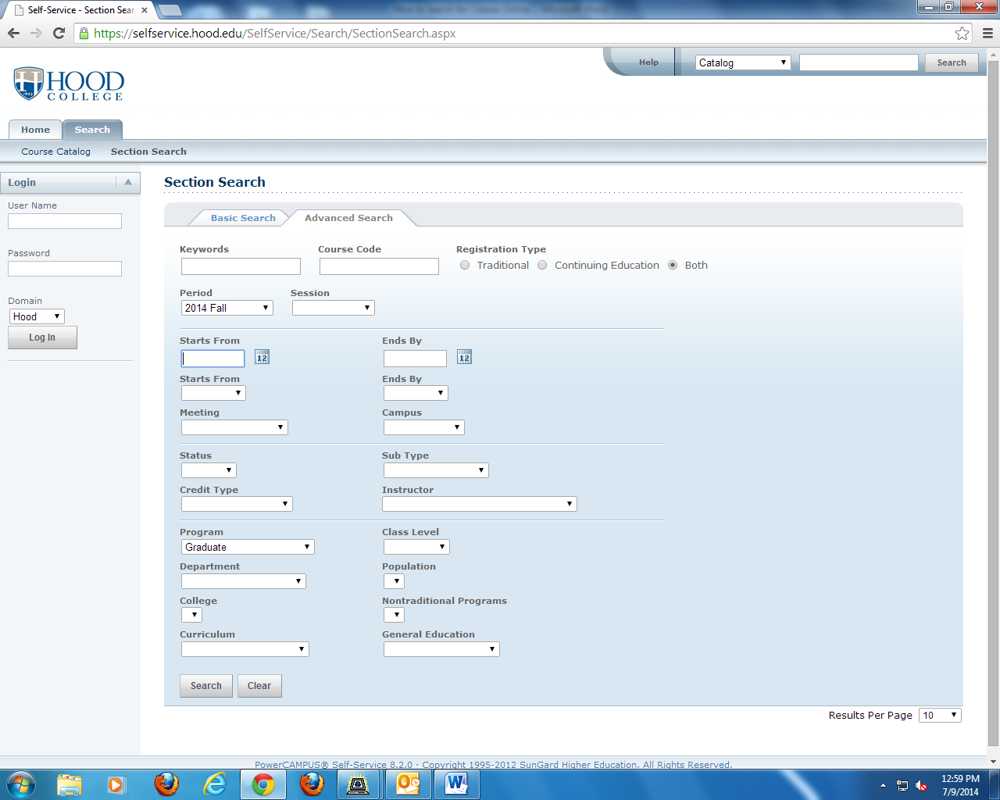 Self-Service - Section Sear
https://selfservice.hood.edu/SelfService/Search/SectionSearch.aspx
Help
Catalog
Search
HOOD
COLLEGE
1893
Home
Search
Course Catalog
Section Search
Login
User Name
Password
Domain
Hood
Log In
Section Search
Basic Search
Advanced Search
Keywords
Course Code
Registration Type
Traditional
Continuing Education
Both
Period
Session
2014 Fall
Starts From
Ends By
12
12
Starts From
Ends By
Meeting
Campus
Status
Sub Type
Credit Type
Instructor
Program
Class Level
Graduate
Department
Population
College
Nontraditional Programs
Curriculum
General Education
Search
Clear
Results Per Page
10
PowerCAMPUS® Self-Service 8.2.0 · Copyright 1995-2012 SunGard Higher Education. All Rights Reserved.
12:59 PM
7/9/2014